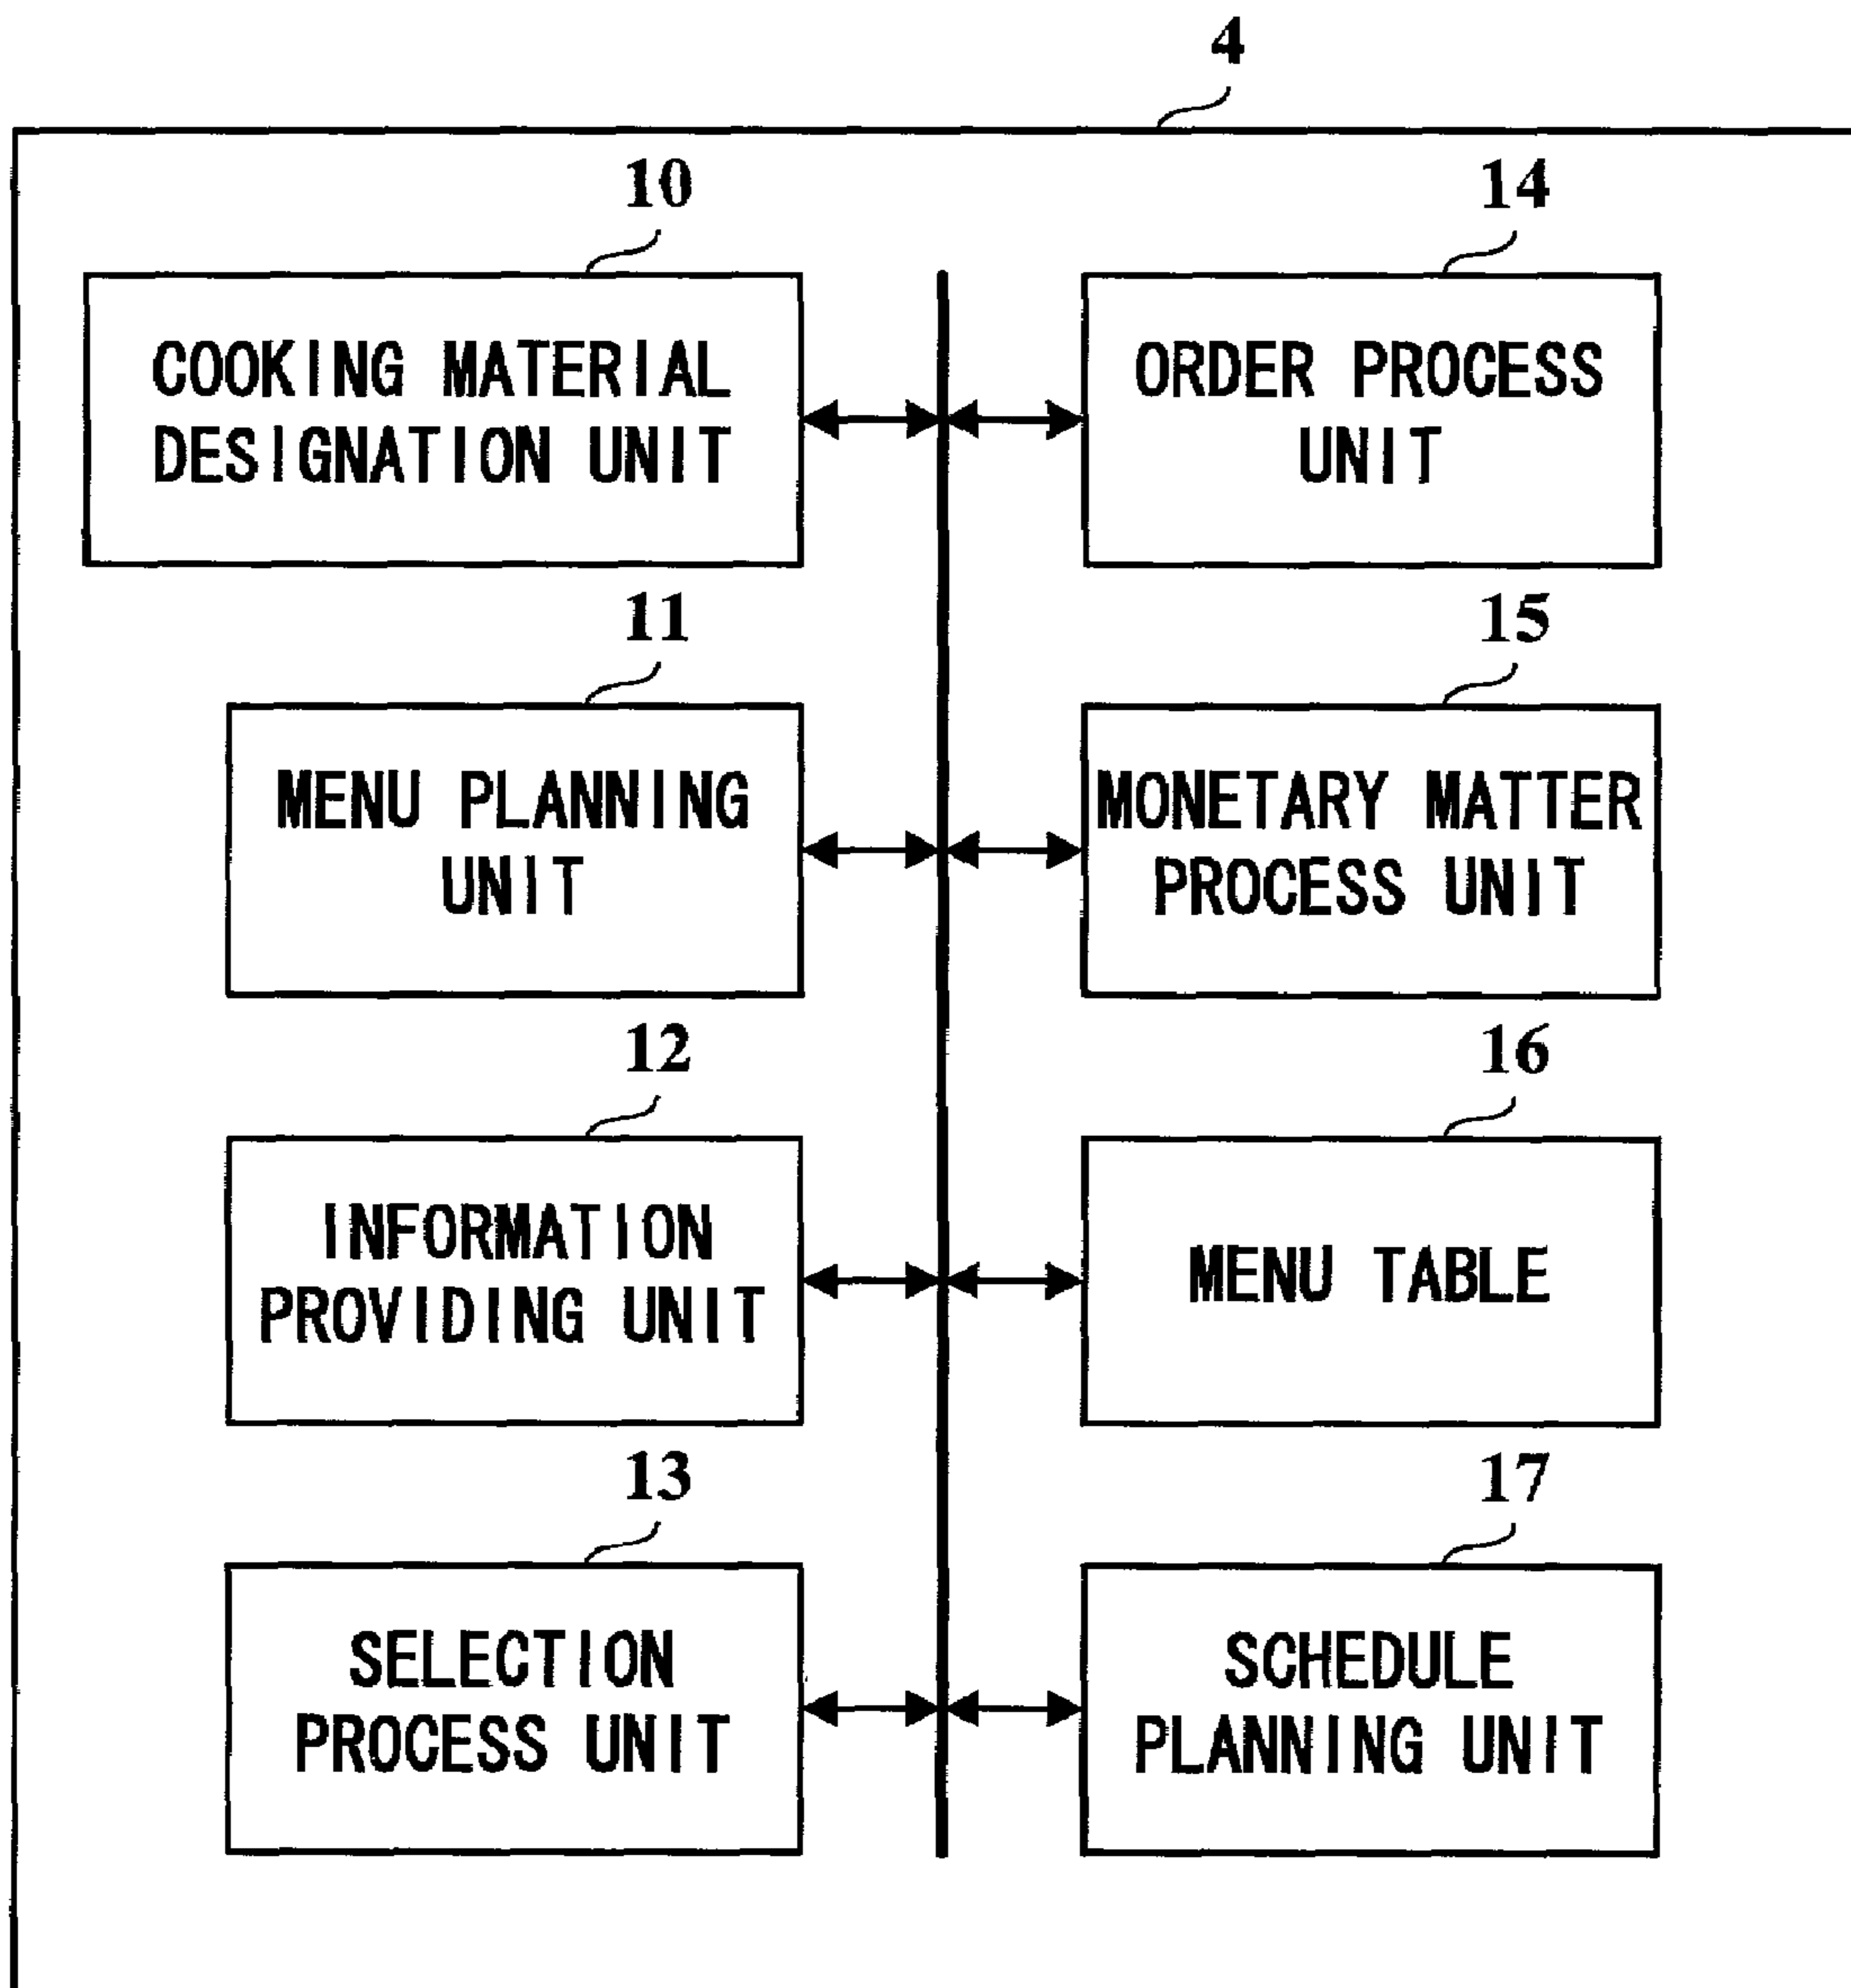 4
10
COOKING MATERIAL
DESIGNATION UNIT
14
ORDER PROCESS
UNIT
11
MENU PLANNING
UNIT
15
MONETARY MATTER
PROCESS UNIT
12
INFORMATION
PROVIDING UNIT
16
MENU TABLE
13
SELECTION
PROCESS UNIT
17
SCHEDULE
PLANNING UNIT